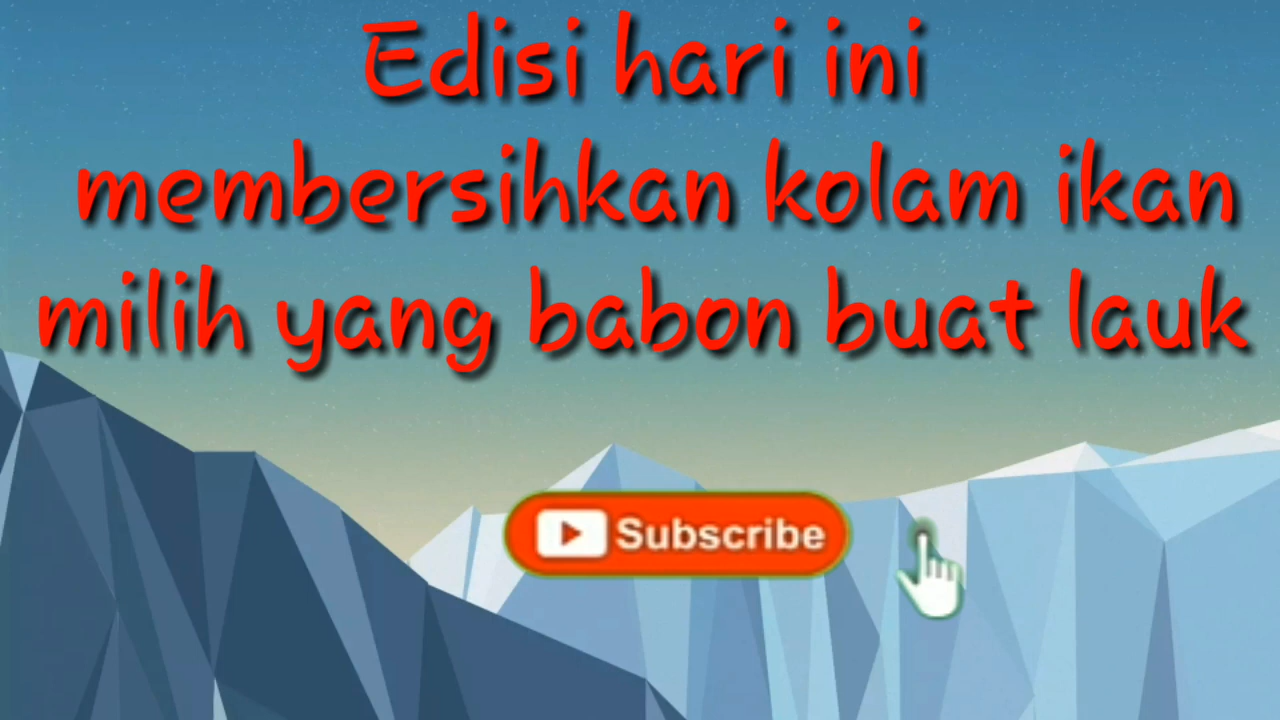 Edisi hari ini
membersihkan kolam ikan
milih yang babon buat lauk
Subscribe